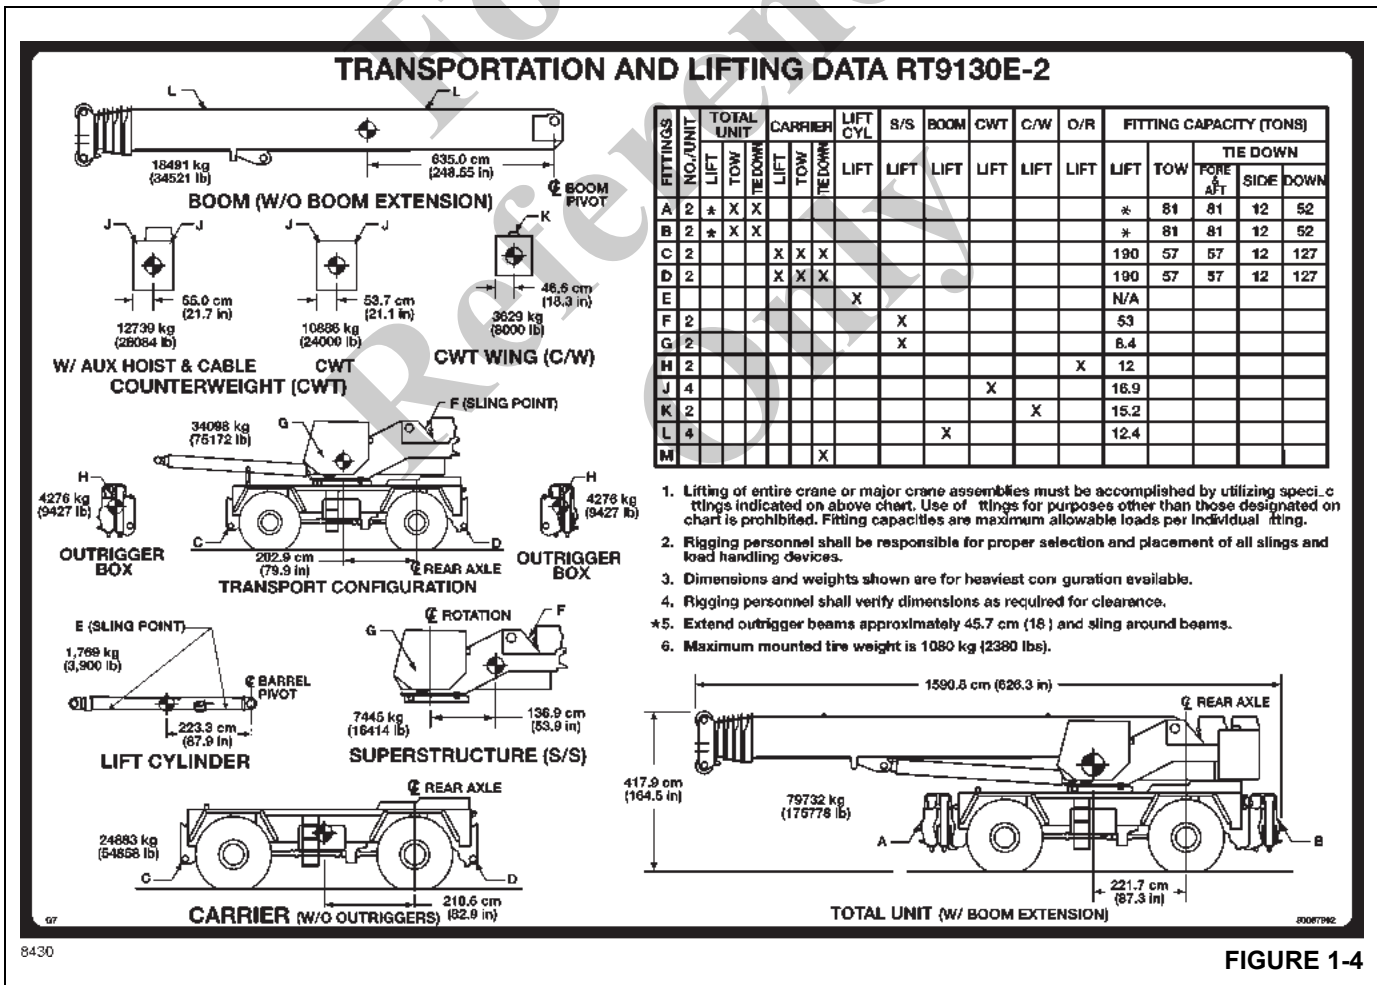 For
Reference
Only
TRANSPORTATION AND LIFTING DATA RT9130E-2
L
L
18491 kg
(34521 lb)
635.0 cm
(248.55 in)
BOOM (W/O BOOM EXTENSION)
℄ BOOM
PIVOT
J
J
J
J
K
55.0 cm
(21.7 in)
53.7 cm
(21.1 in)
46.5 cm
(18.3 in)
12739 kg
(28084 lb)
10886 kg
(24000 lb)
3629 kg
(8000 lb)
W/ AUX HOIST & CABLE
CWT
CWT WING (C/W)
COUNTERWEIGHT (CWT)
34098 kg
(75172 lb)
G
F (SLING POINT)
H
4276 kg
(9427 lb)
OUTRIGGER
BOX
H
4276 kg
(9427 lb)
OUTRIGGER
BOX
C
D
202.9 cm
(79.9 in)
℄ REAR AXLE
TRANSPORT CONFIGURATION
E (SLING POINT)
1,769 kg
(3,900 lb)
℄ BARREL
PIVOT
223.3 cm
(87.9 in)
LIFT CYLINDER
℄ ROTATION
G
F
7445 kg
(16414 lb)
136.9 cm
(53.9 in)
SUPERSTRUCTURE (S/S)
℄ REAR AXLE
24883 kg
(54858 lb)
C
D
210.6 cm
(82.9 in)
CARRIER (W/O OUTRIGGERS)
07
FITTINGS NO./UNIT TOTAL UNIT CARRIER LIFT CYL S/S BOOM CWT C/W O/R FITTING CAPACITY (TONS)
LIFT TOW TIE DOWN LIFT TOW TIE DOWN LIFT LIFT LIFT LIFT LIFT LIFT LIFT TOW TIE DOWN
FORE & AFT SIDE DOWN
A 2 * X X * 81 81 12 52
B 2 * X X * 81 81 12 52
C 2 X X X 190 57 57 12 127
D 2 X X X 190 57 57 12 127
E X N/A
F 2 X 53
G 2 X 8.4
H 2 X 12
J 4 X 16.9
K 2 X 15.2
L 4 X 12.4
M X
1. Lifting of entire crane or major crane assemblies must be accomplished by utilizing speci_c
ttings indicated on above chart. Use of ttings for purposes other than those designated on
chart is prohibited. Fitting capacities are maximum allowable loads per individual tting.
2. Rigging personnel shall be responsible for proper selection and placement of all slings and
load handling devices.
3. Dimensions and weights shown are for heaviest con guration available.
4. Rigging personnel shall verify dimensions as required for clearance.
*5. Extend outrigger beams approximately 45.7 cm (18 ) and sling around beams.
6. Maximum mounted tire weight is 1080 kg (2380 lbs).
1590.8 cm (626.3 in)
℄ REAR AXLE
417.9 cm
(164.5 in)
79732 kg
(175778 lb)
A
B
221.7 cm
(87.3 in)
TOTAL UNIT (W/ BOOM EXTENSION)
8430
FIGURE 1-4